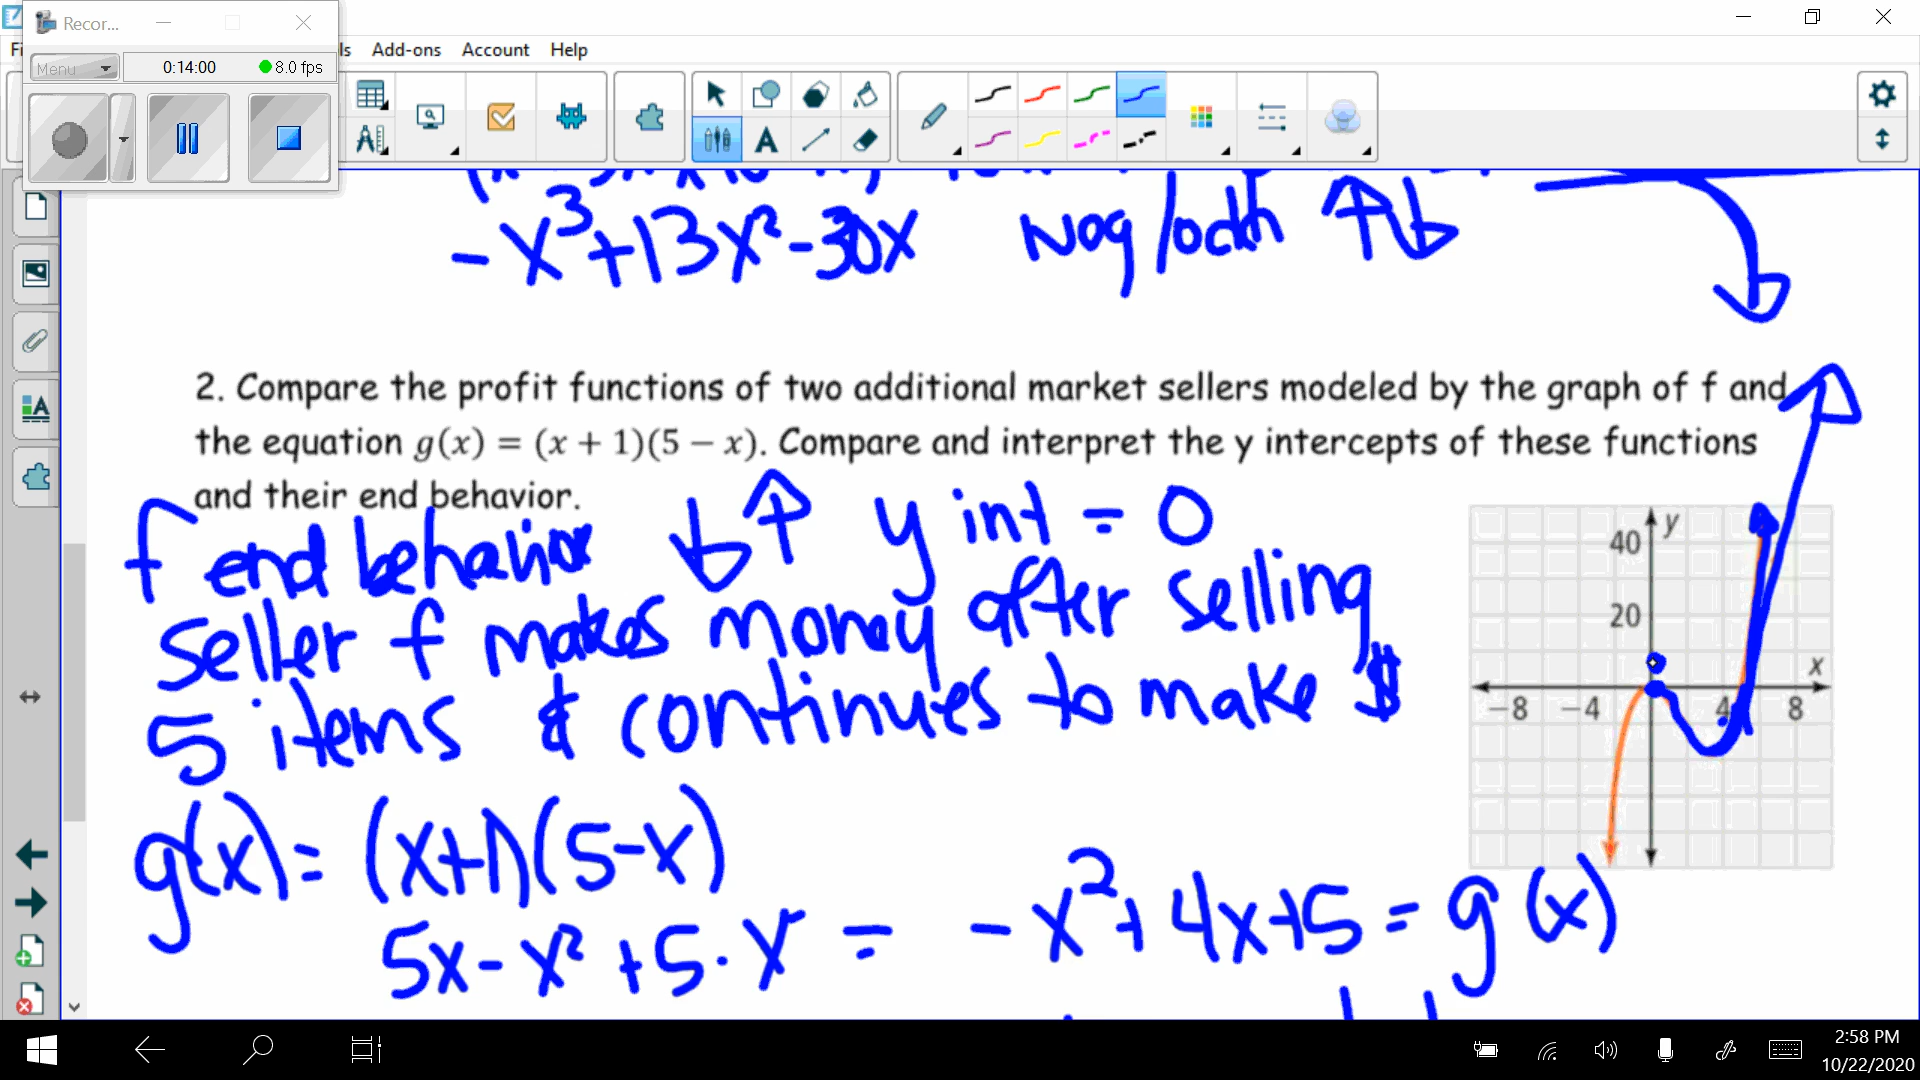 Recor...
Menu 0:14:00 8.0 fps
Fi ls Add-ons Account Help
-x³+13x²-30x Neg/odd ↑↓
2. Compare the profit functions of two additional market sellers modeled by the graph of f and
the equation g(x) = (x + 1)(5 − x). Compare and interpret the y intercepts of these functions
and their end behavior.
f end behavior ↓↑ y int = 0
seller f makes money after selling
5 items & continues to make $
g(x) = (x+1)(5-x)
5x - x² + 5 - x = -x² + 4x + 5 = g(x)
y
40
20
x
−8 −4 4 8
2:58 PM
10/22/2020